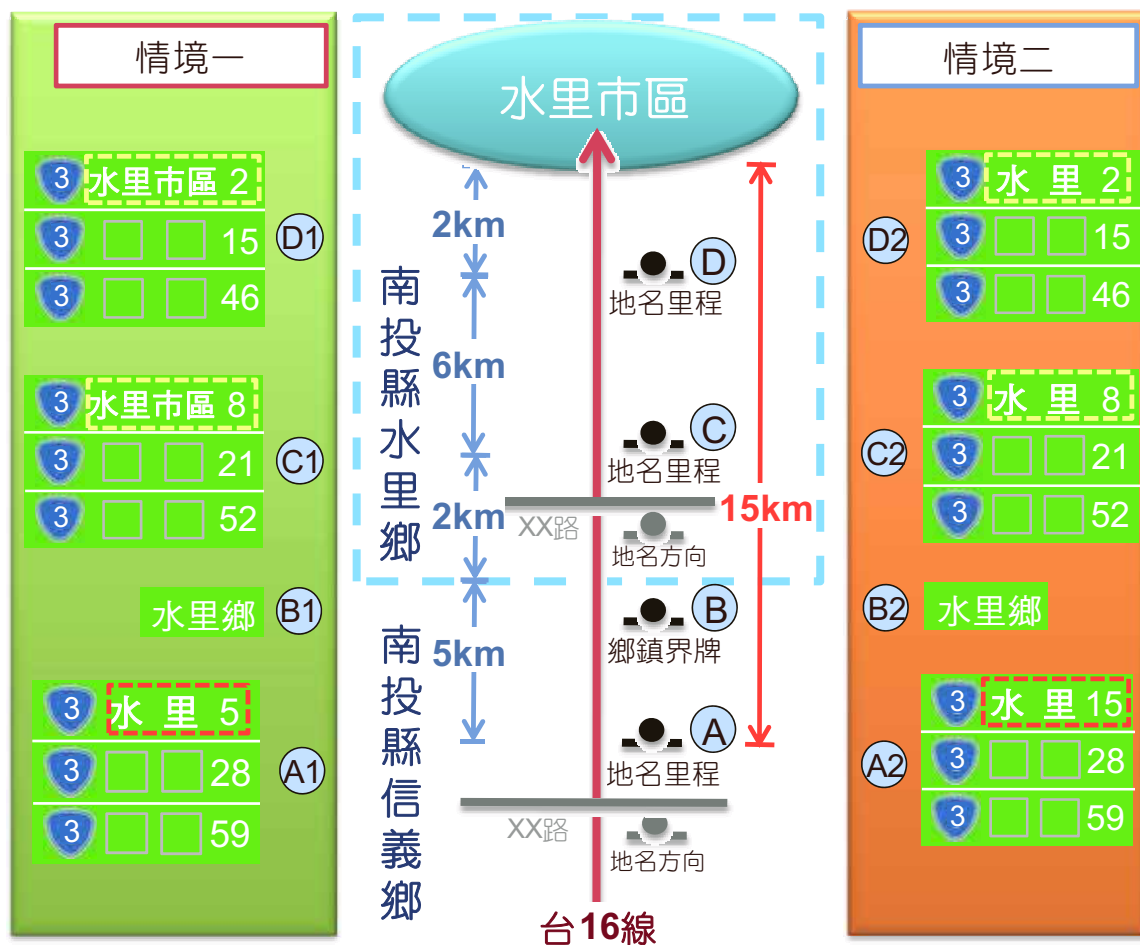 情境一
3 水里市區 2
3 □ □ 15
3 □ □ 46
D1
3 水里市區 8
3 □ □ 21
3 □ □ 52
C1
水里鄉
B1
3 水 里 5
3 □ □ 28
3 □ □ 59
A1
水里市區
2km
6km
2km
5km
15km
南投縣水里鄉
南投縣信義鄉
D
地名里程
C
地名里程
XX路
地名方向
B
鄉鎮界牌
A
地名里程
XX路
地名方向
台16線
情境二
3 水 里 2
3 □ □ 15
3 □ □ 46
D2
3 水 里 8
3 □ □ 21
3 □ □ 52
C2
水里鄉
B2
3 水 里 15
3 □ □ 28
3 □ □ 59
A2